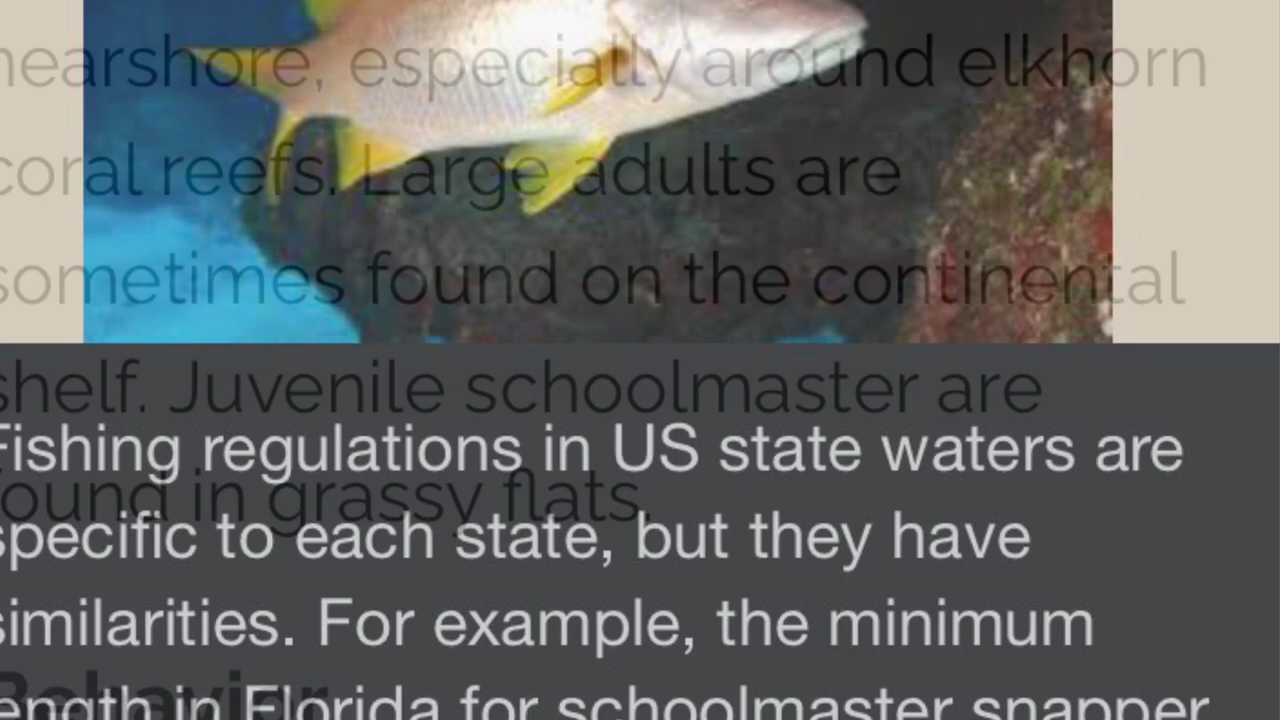 nearshore, especially around elkhorn
coral reefs. Large adults are
sometimes found on the continental
shelf. Juvenile schoolmaster are
found in grassy flats.
Fishing regulations in US state waters are
specific to each state, but they have
similarities. For example, the minimum
Behavior
length in Florida for schoolmaster snapper